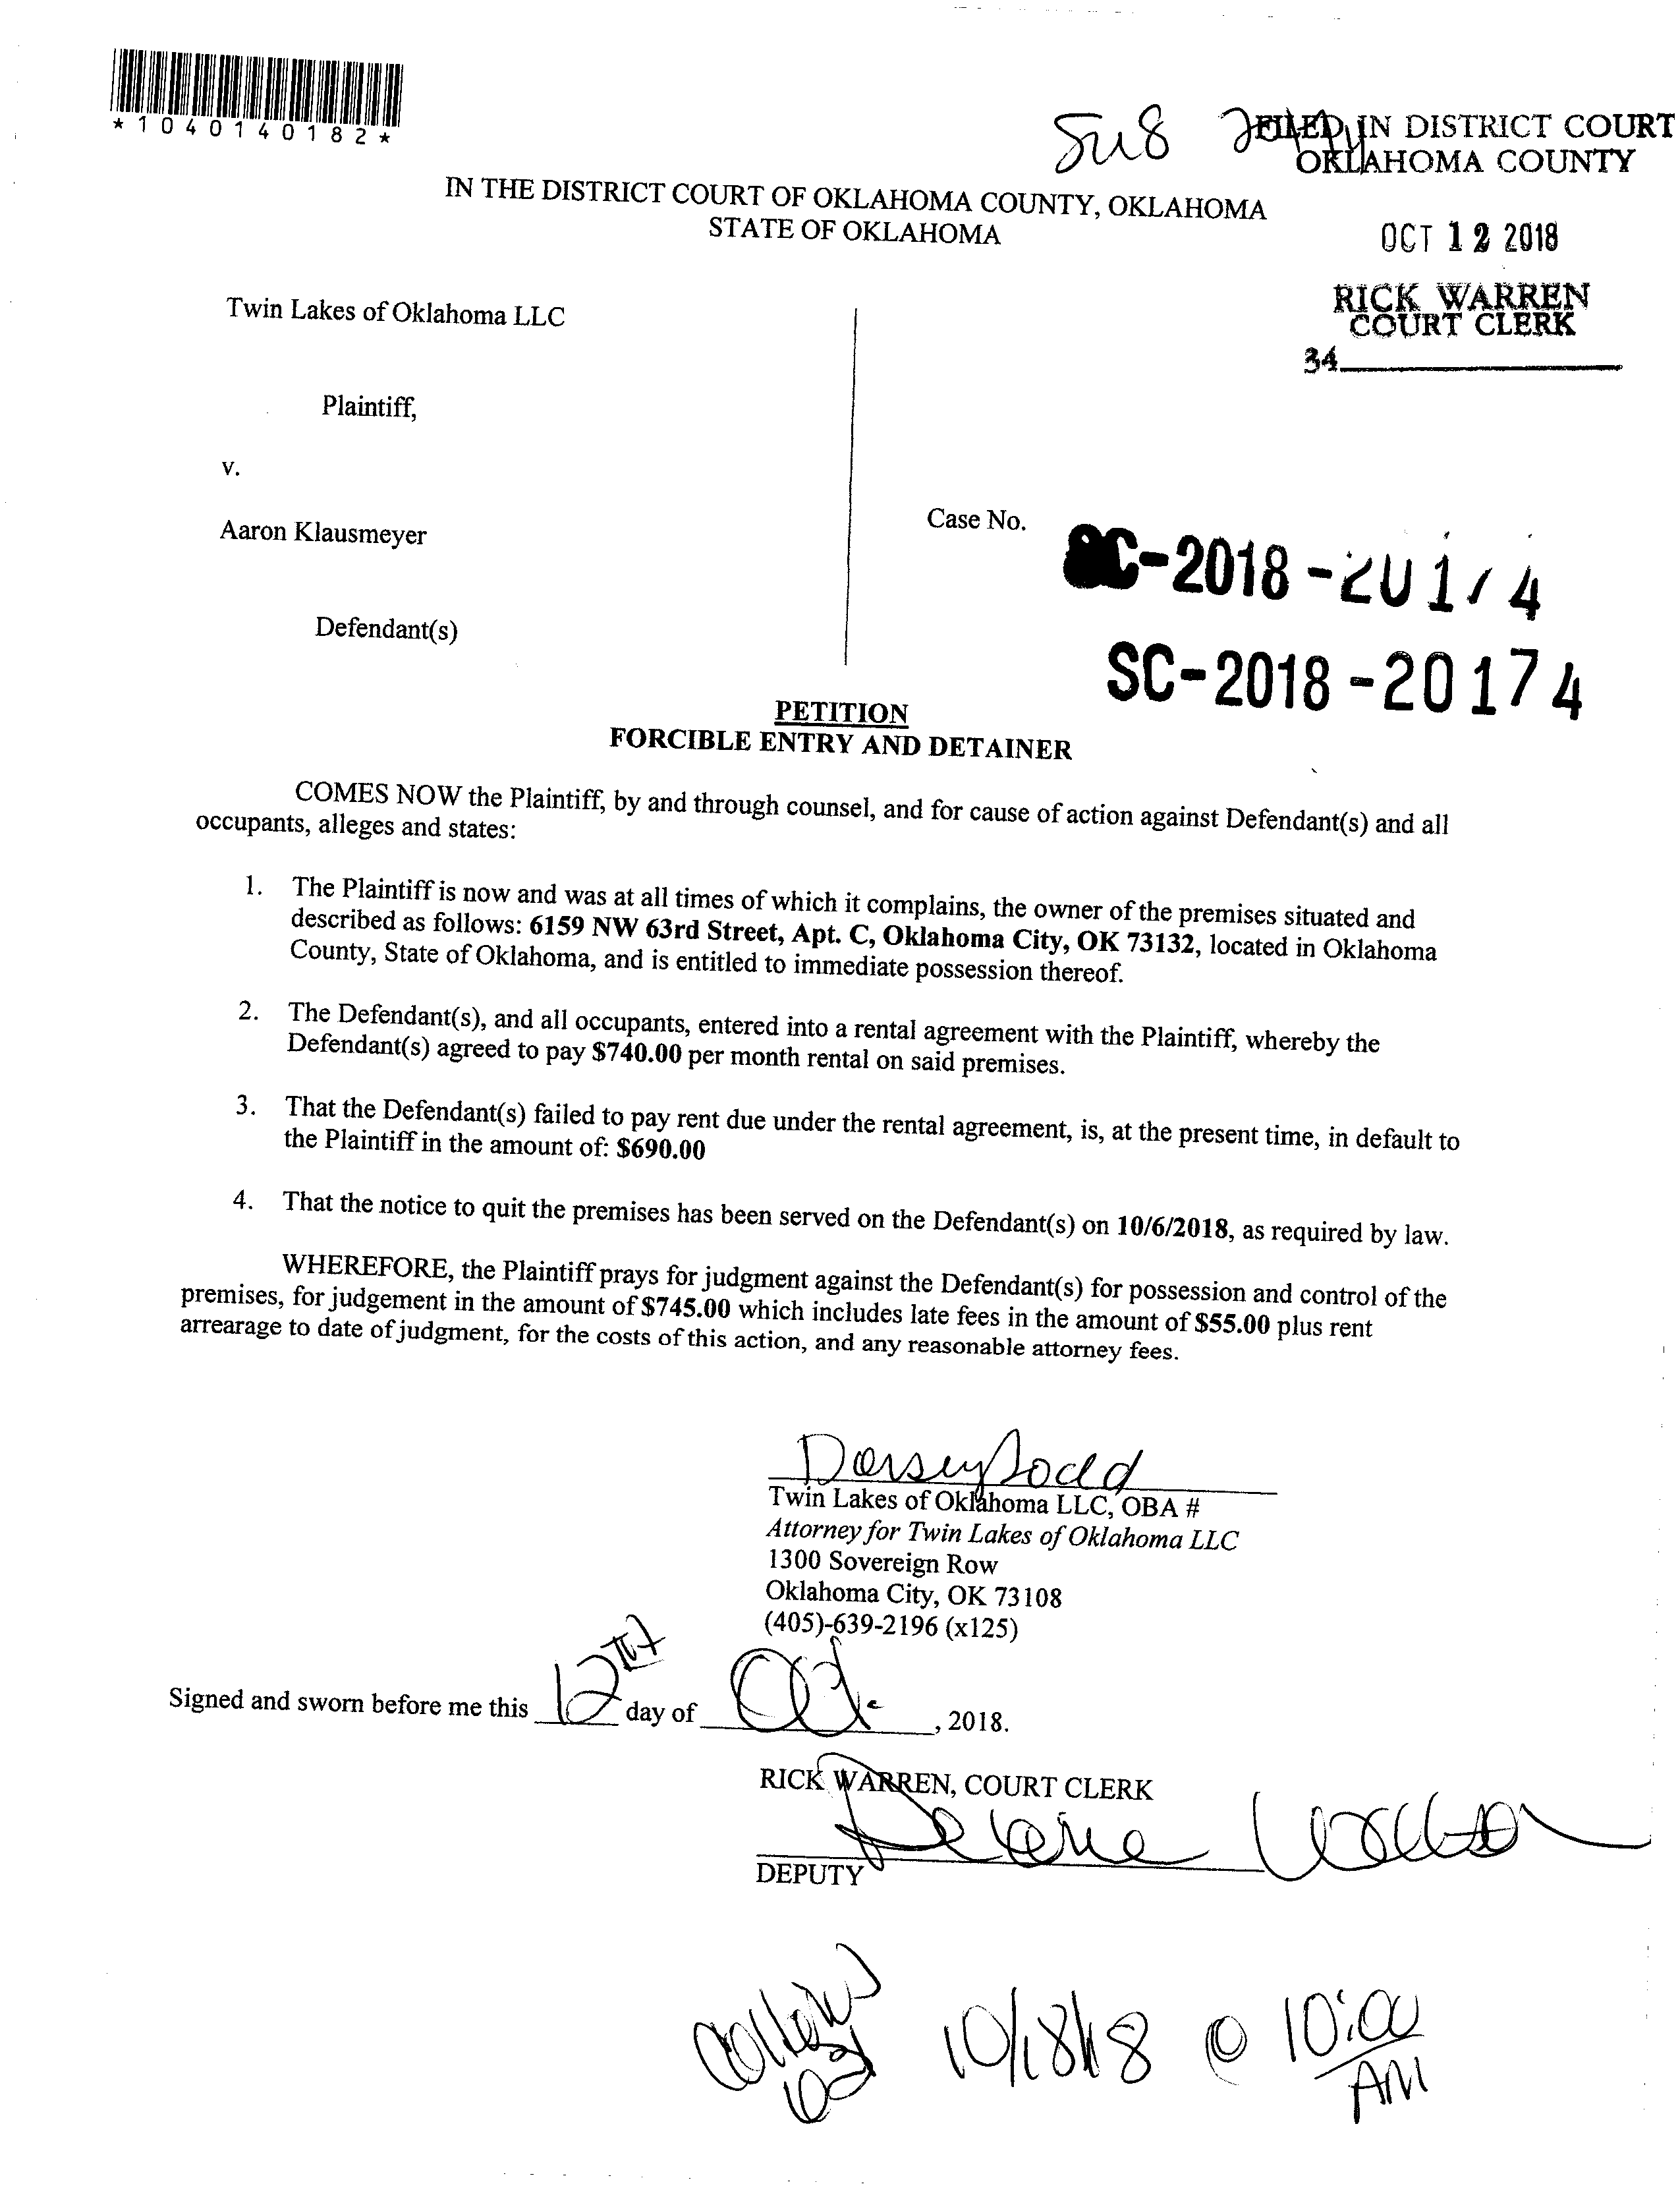 *1040140182*
FILED IN DISTRICT COURT
OKLAHOMA COUNTY
IN THE DISTRICT COURT OF OKLAHOMA COUNTY, OKLAHOMA
STATE OF OKLAHOMA
OCT 12 2018
RICK WARREN
COURT CLERK
34
Twin Lakes of Oklahoma LLC
Plaintiff,
v.
Aaron Klausmeyer
Defendant(s)
Case No.
SC-2018-20174
SC-2018-20174
PETITION
FORCIBLE ENTRY AND DETAINER
COMES NOW the Plaintiff, by and through counsel, and for cause of action against Defendant(s) and all
occupants, alleges and states:
1. The Plaintiff is now and was at all times of which it complains, the owner of the premises situated and
described as follows: 6159 NW 63rd Street, Apt. C, Oklahoma City, OK 73132, located in Oklahoma
County, State of Oklahoma, and is entitled to immediate possession thereof.
2. The Defendant(s), and all occupants, entered into a rental agreement with the Plaintiff, whereby the
Defendant(s) agreed to pay $740.00 per month rental on said premises.
3. That the Defendant(s) failed to pay rent due under the rental agreement, is, at the present time, in default to
the Plaintiff in the amount of: $690.00
4. That the notice to quit the premises has been served on the Defendant(s) on 10/6/2018, as required by law.
WHEREFORE, the Plaintiff prays for judgment against the Defendant(s) for possession and control of the
premises, for judgement in the amount of $745.00 which includes late fees in the amount of $55.00 plus rent
arrearage to date of judgment, for the costs of this action, and any reasonable attorney fees.
Twin Lakes of Oklahoma LLC, OBA #
Attorney for Twin Lakes of Oklahoma LLC
1300 Sovereign Row
Oklahoma City, OK 73108
(405)-639-2196 (x125)
Signed and sworn before me this 12th day of Oct. , 2018.
RICK WARREN, COURT CLERK
DEPUTY
10/18/18 @ 10:00
AM